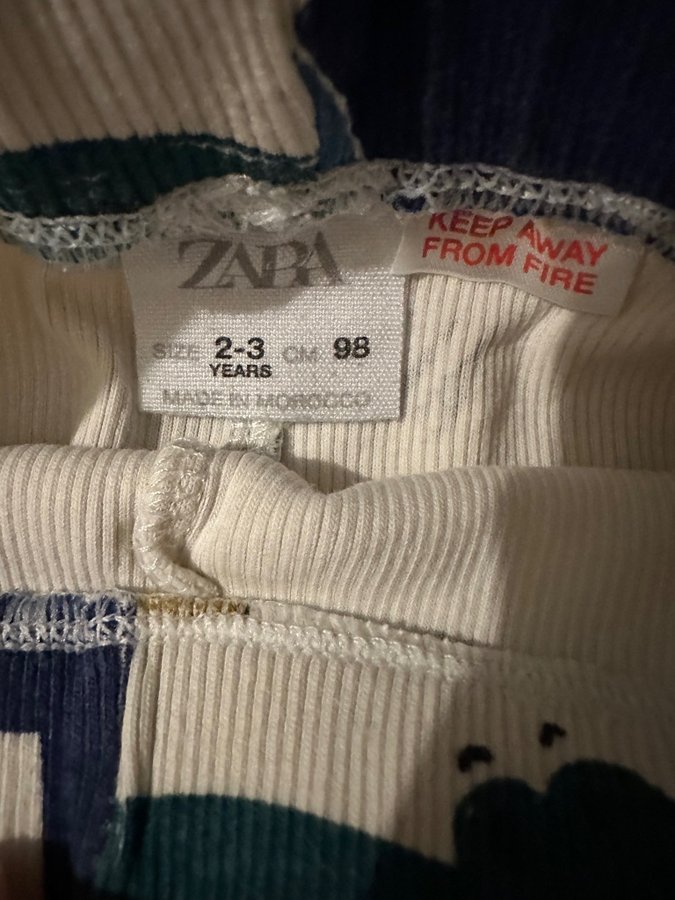 ZARA
SIZE 2-3 CM 98
YEARS
MADE IN MOROCCO
KEEP AWAY
FROM FIRE